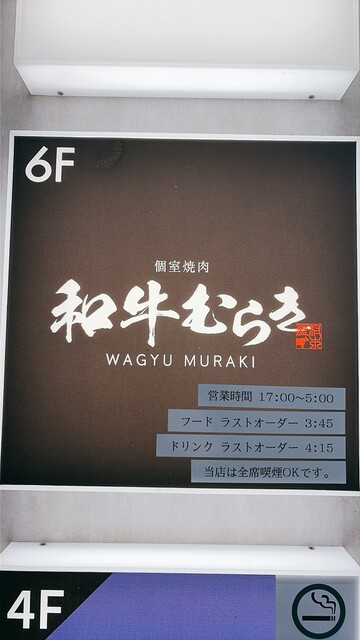 6F
個室焼肉
和牛むらき
WAGYU MURAKI
営業時間 17:00〜5:00
フード ラストオーダー 3:45
ドリンク ラストオーダー 4:15
当店は全席喫煙OKです。
4F